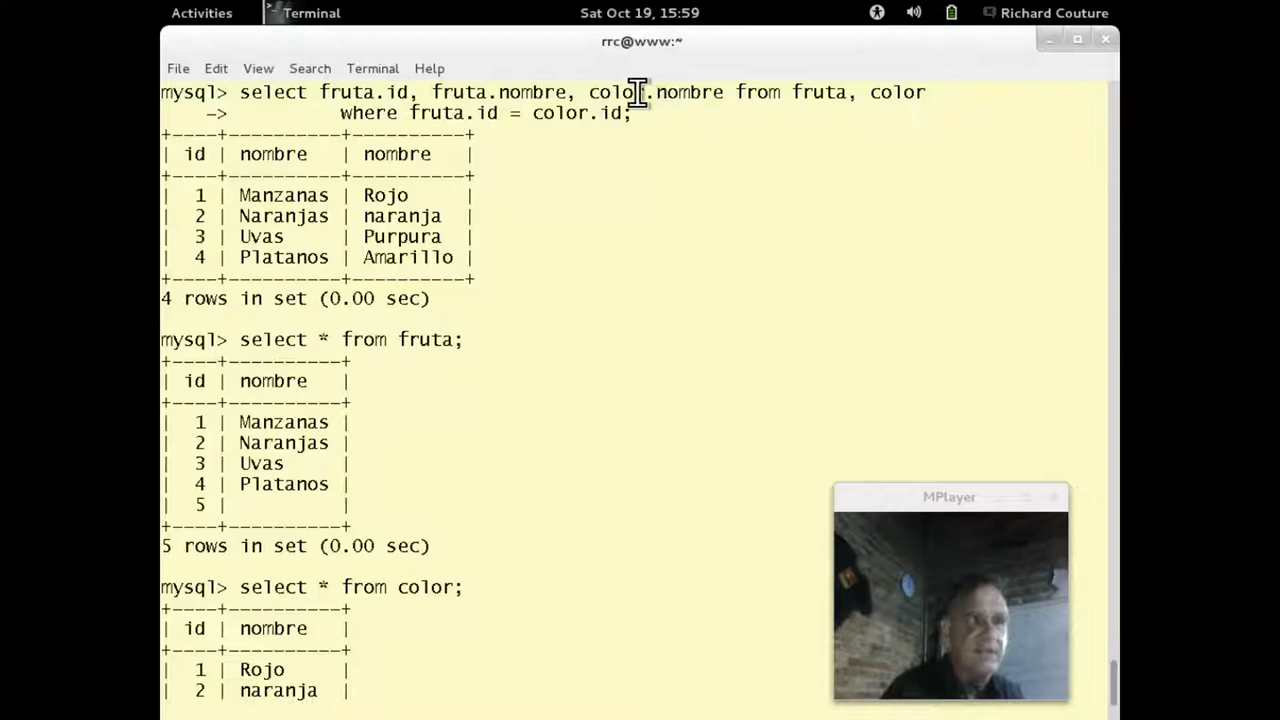 Activities Terminal Sat Oct 19, 15:59 Richard Couture
rrc@www:~
File Edit View Search Terminal Help
mysql> select fruta.id, fruta.nombre, color.nombre from fruta, color
-> where fruta.id = color.id;
+----+----------+----------+
| id | nombre | nombre |
+----+----------+----------+
| 1 | Manzanas | Rojo |
| 2 | Naranjas | naranja |
| 3 | Uvas | Purpura |
| 4 | Platanos | Amarillo |
+----+----------+----------+
4 rows in set (0.00 sec)
mysql> select * from fruta;
+----+----------+
| id | nombre |
+----+----------+
| 1 | Manzanas |
| 2 | Naranjas |
| 3 | Uvas |
| 4 | Platanos |
| 5 | |
+----+----------+
5 rows in set (0.00 sec)
mysql> select * from color;
+----+----------+
| id | nombre |
+----+----------+
| 1 | Rojo |
| 2 | naranja |
MPlayer